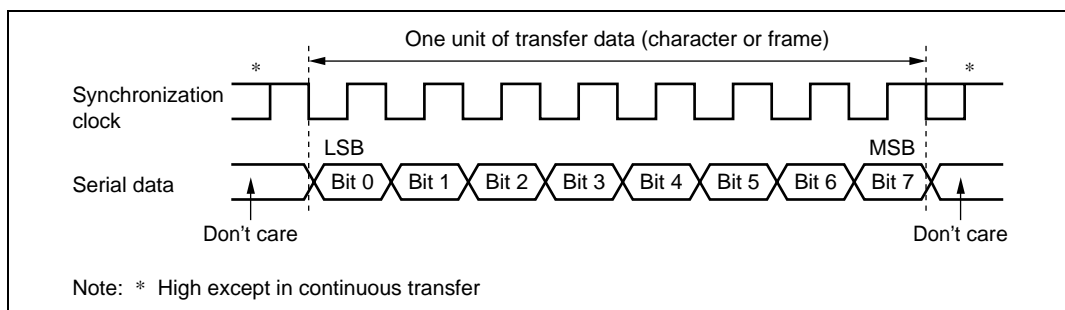 One unit of transfer data (character or frame)
* *
Synchronization
clock
LSB MSB
Serial data Bit 0 Bit 1 Bit 2 Bit 3 Bit 4 Bit 5 Bit 6 Bit 7
Don't care Don't care
Note: * High except in continuous transfer